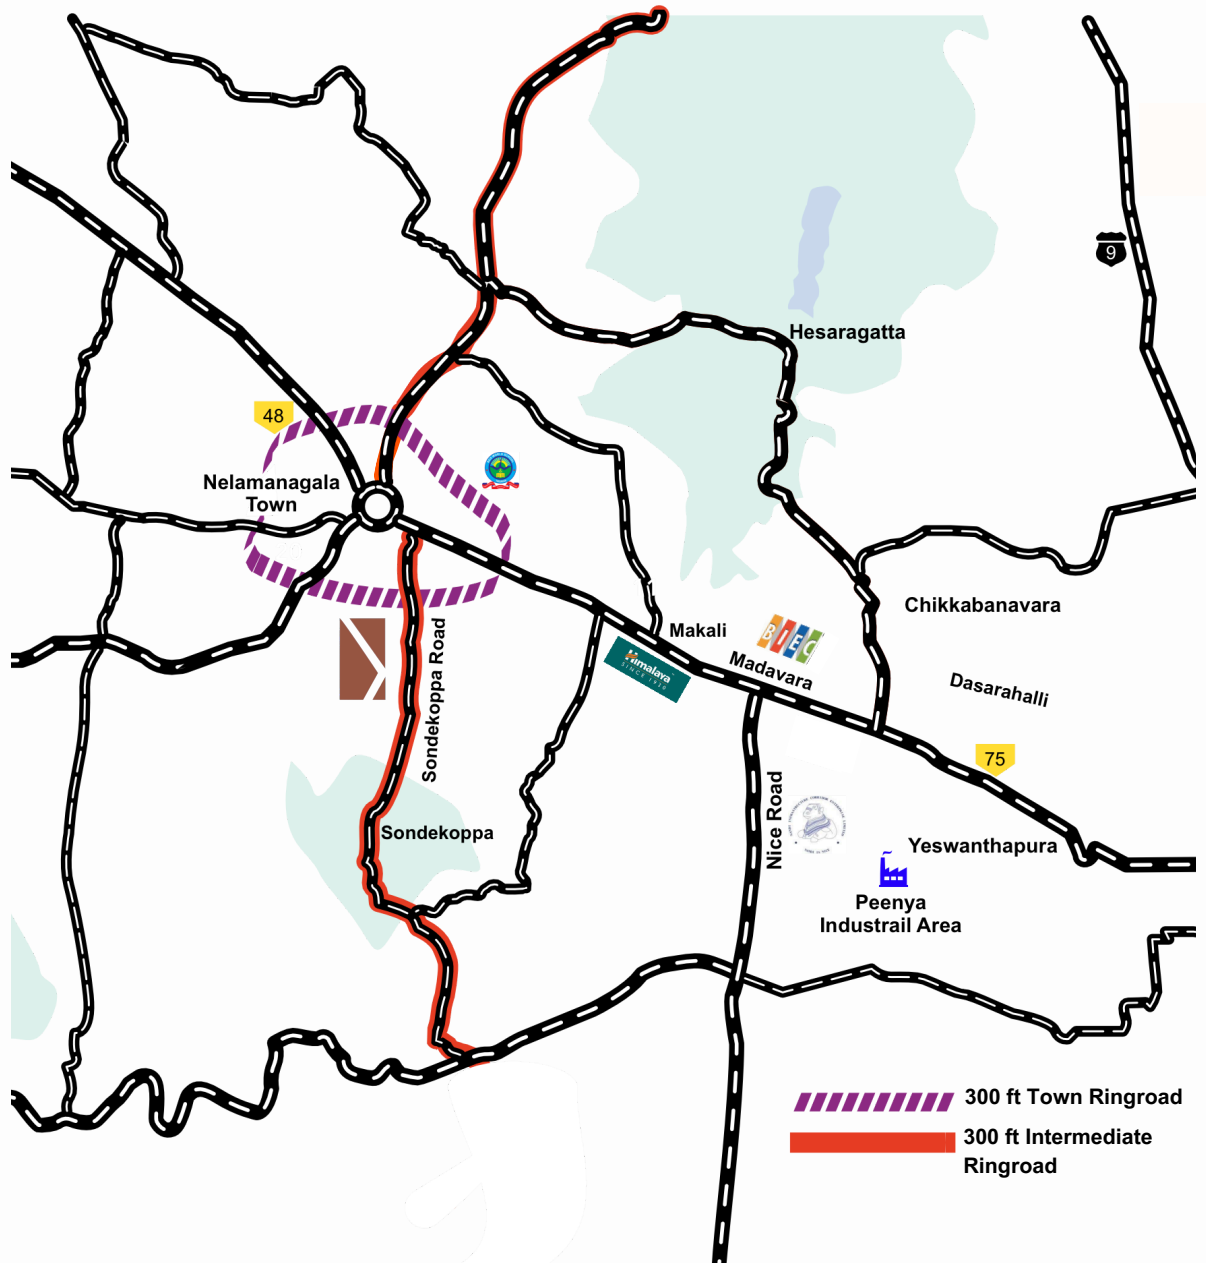 9
Hesaragatta
48
Nelamanagala
Town
Chikkabanavara
Makali
BIEC
Madavara
Himalaya
SINCE 1930
Dasarahalli
Sondekoppa Road
75
Nice Road
Sondekoppa
Yeswanthapura
Peenya
Industrail Area
300 ft Town Ringroad
300 ft Intermediate
Ringroad